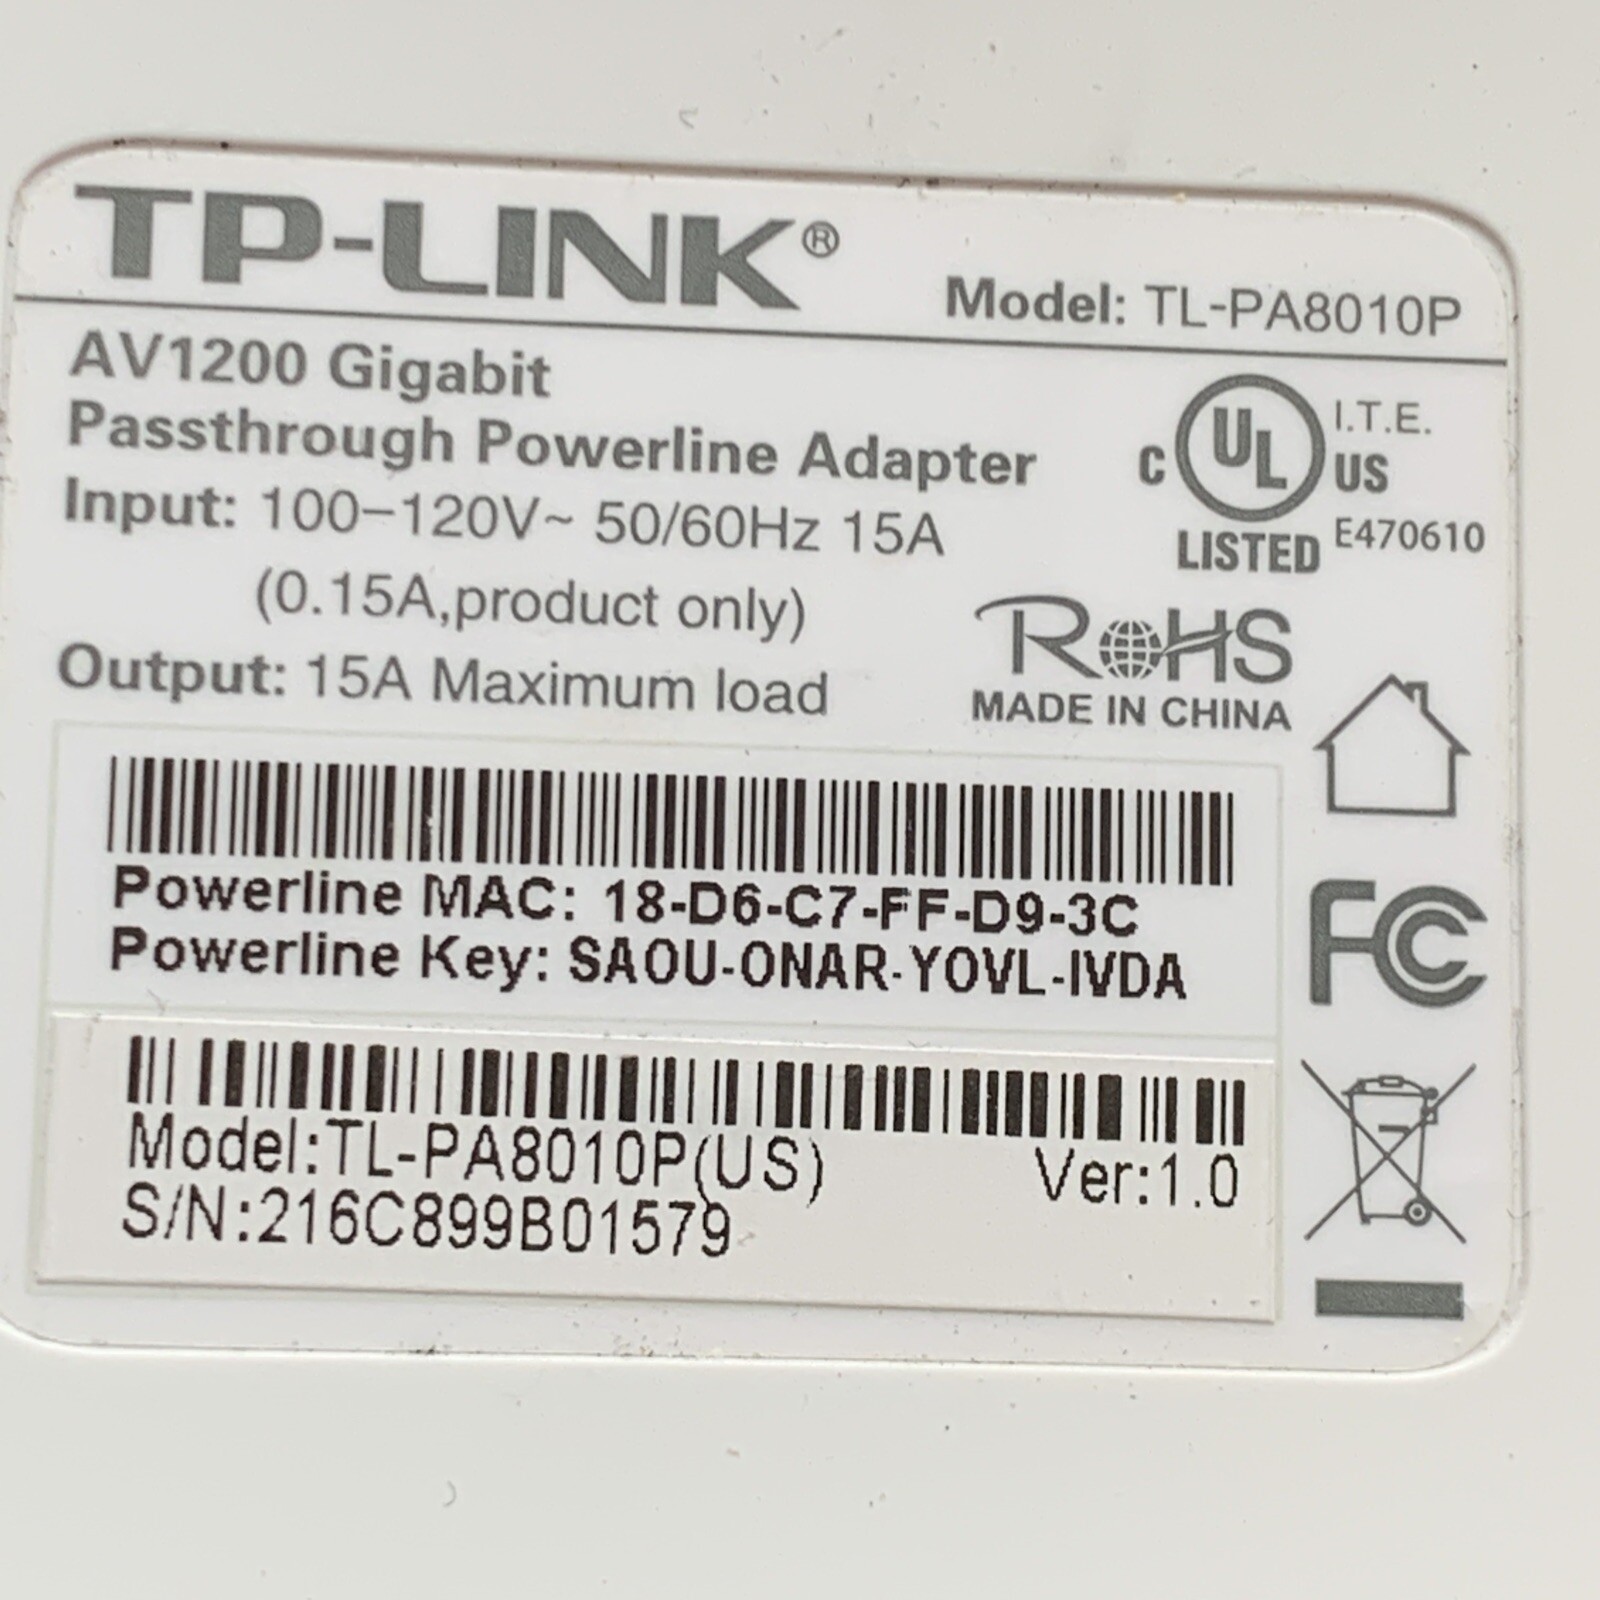 TP-LINK®
Model: TL-PA8010P
AV1200 Gigabit
Passthrough Powerline Adapter
Input: 100–120V~ 50/60Hz 15A
(0.15A,product only)
Output: 15A Maximum load
C UL US
I.T.E.
LISTED E470610
RoHS
MADE IN CHINA
Powerline MAC: 18-D6-C7-FF-D9-3C
Powerline Key: SAOU-ONAR-YOVL-IVDA
FC
Model:TL-PA8010P(US) Ver:1.0
S/N:216C899B01579